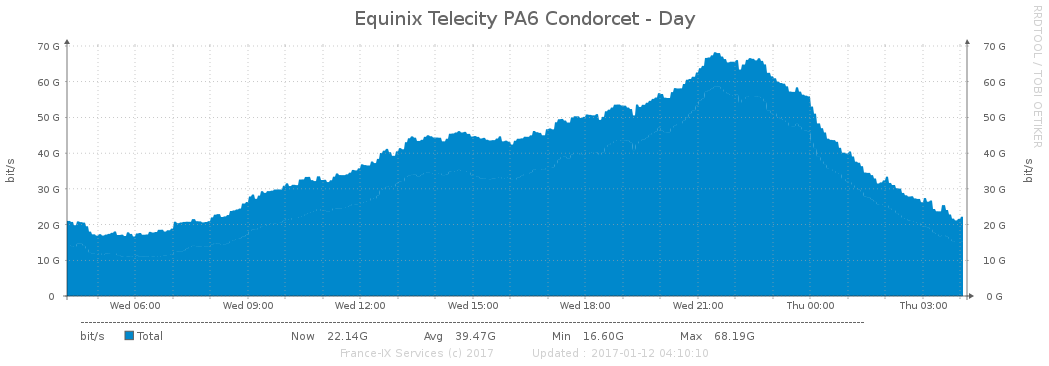 Equinix Telecity PA6 Condorcet - Day
RRDTOOL / TOBI OETIKER
70 G 70 G
60 G 60 G
50 G 50 G
40 G 40 G
bit/s bit/s
30 G 30 G
20 G 20 G
10 G 10 G
0 0 G
Wed 06:00 Wed 09:00 Wed 12:00 Wed 15:00 Wed 18:00 Wed 21:00 Thu 00:00 Thu 03:00
bit/s Total Now 22.14G Avg 39.47G Min 16.60G Max 68.19G
France-IX Services (c) 2017 Updated : 2017-01-12 04:10:10